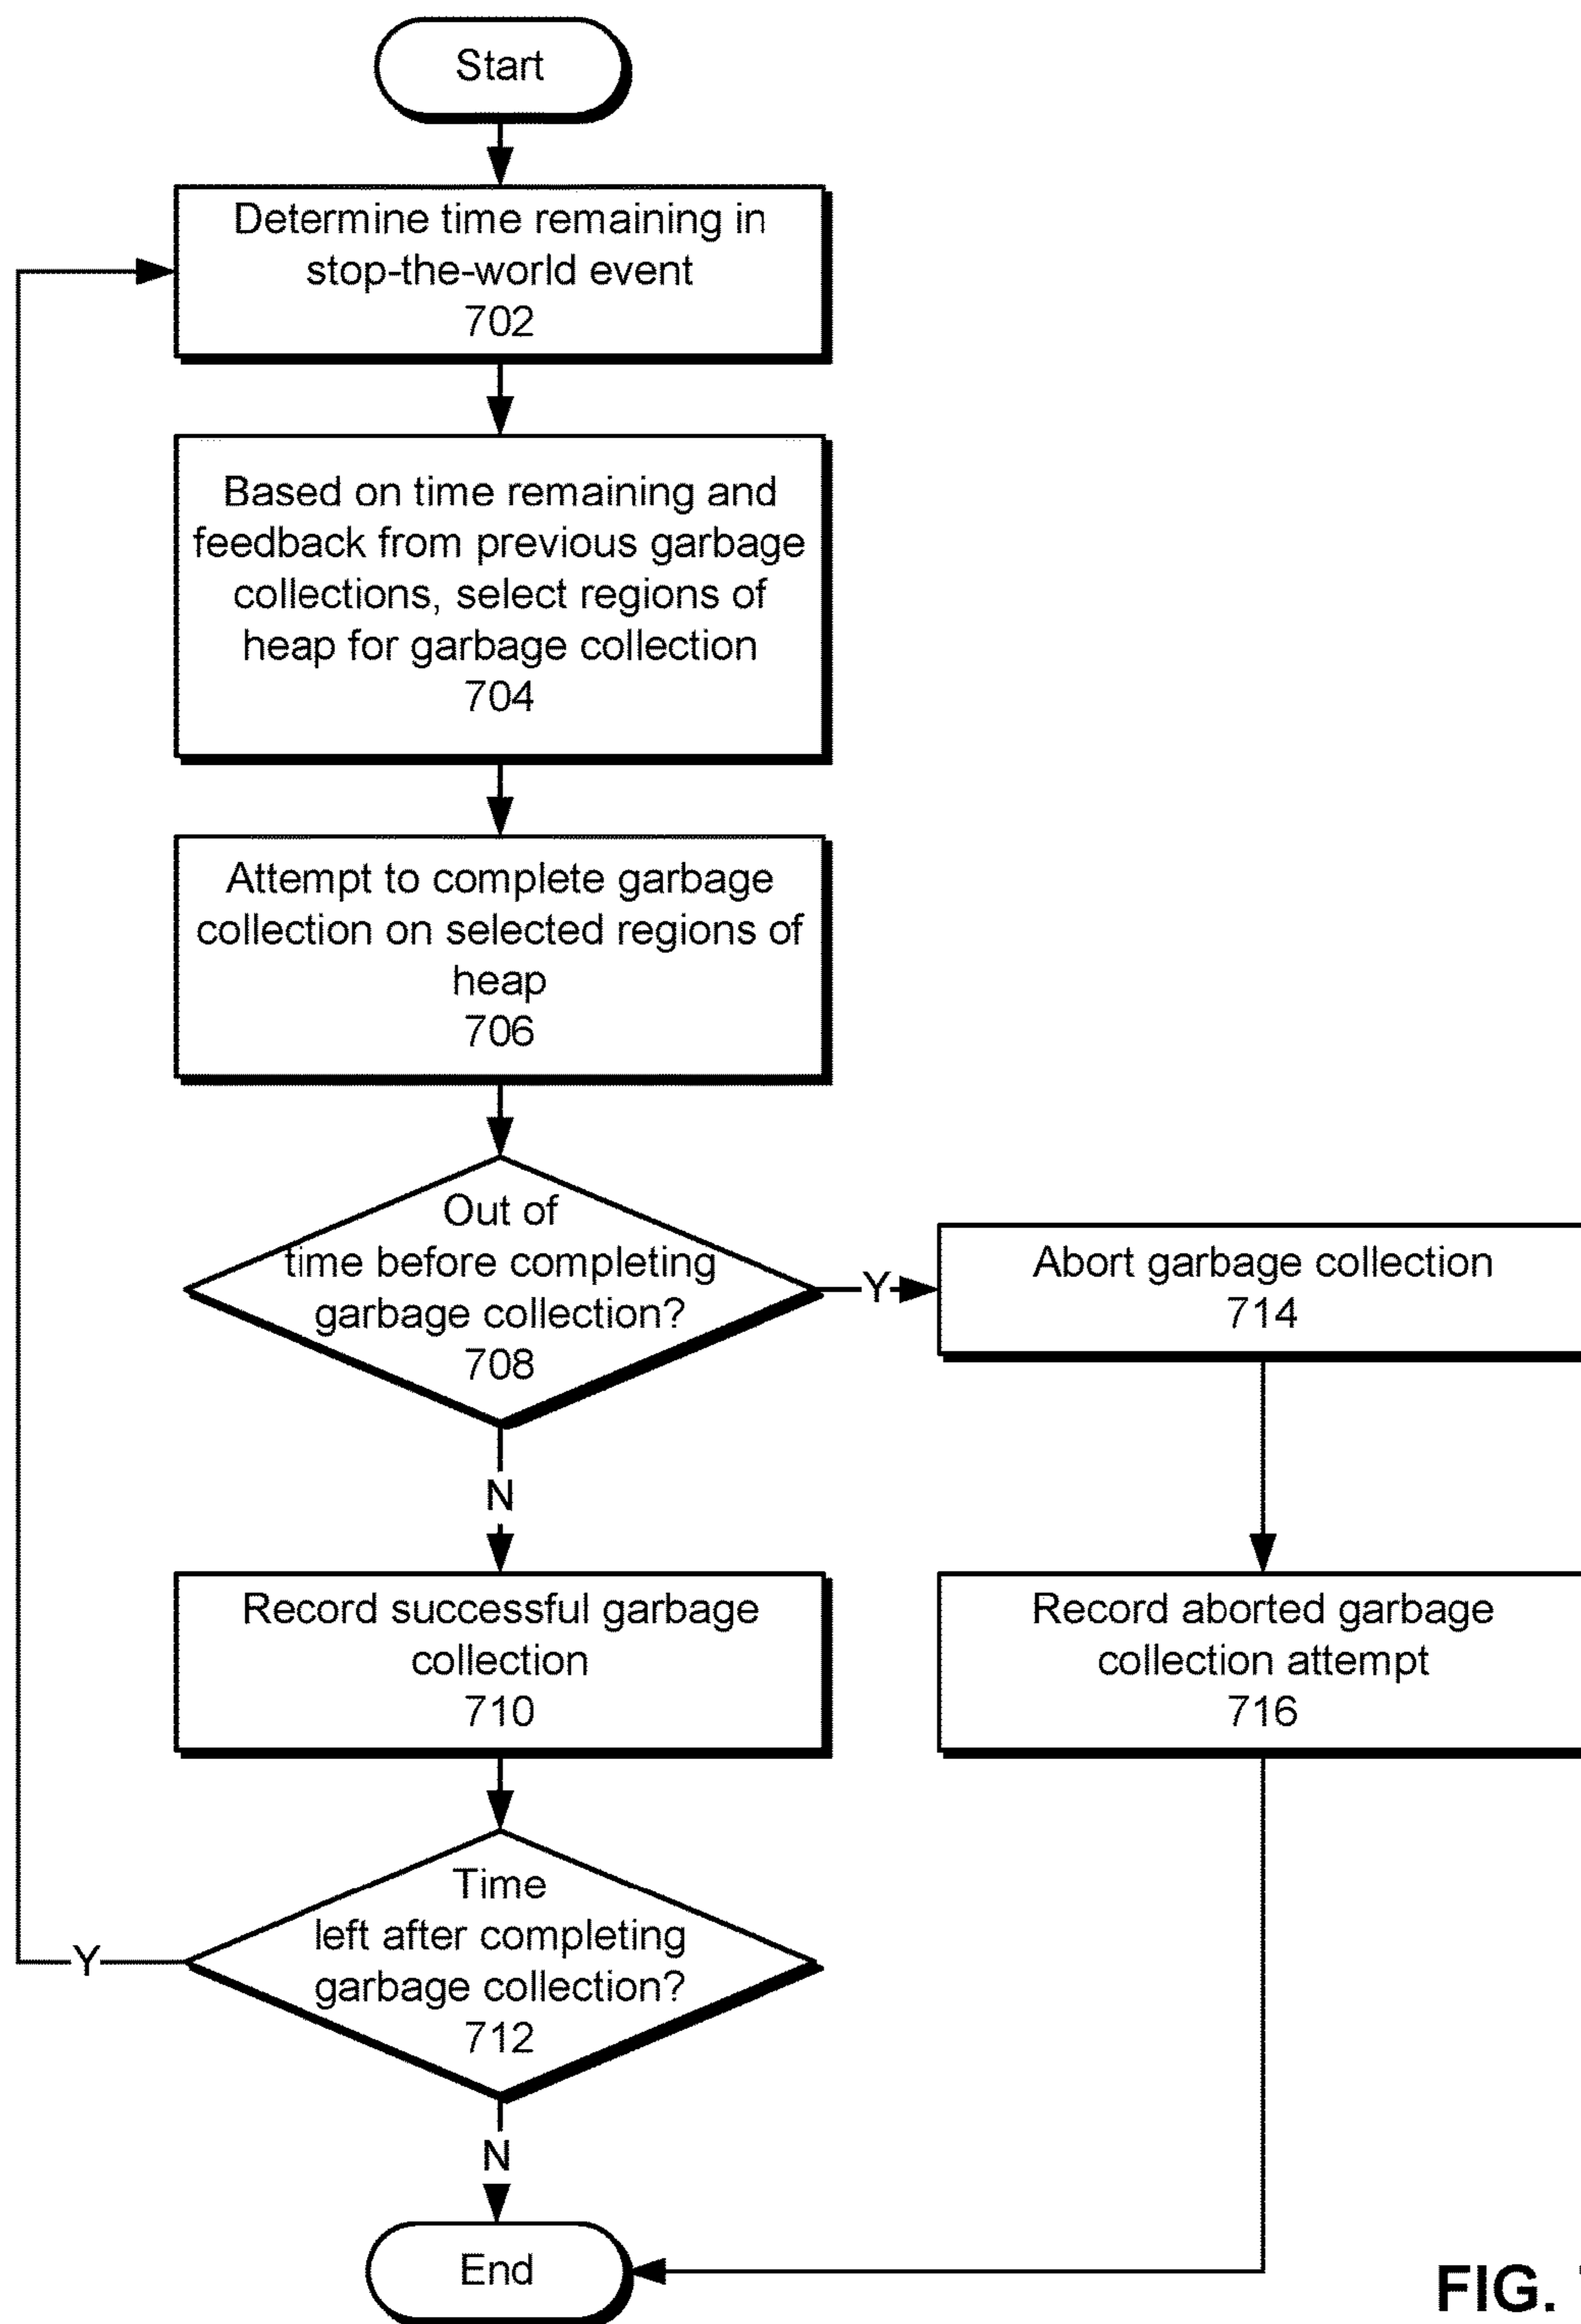 Start
Determine time remaining in
stop-the-world event
702
Based on time remaining and
feedback from previous garbage
collections, select regions of
heap for garbage collection
704
Attempt to complete garbage
collection on selected regions of
heap
706
Out of
time before completing
garbage collection?
708
Y
Abort garbage collection
714
N
Record successful garbage
collection
710
Record aborted garbage
collection attempt
716
Time
left after completing
garbage collection?
712
Y
N
End
FIG.